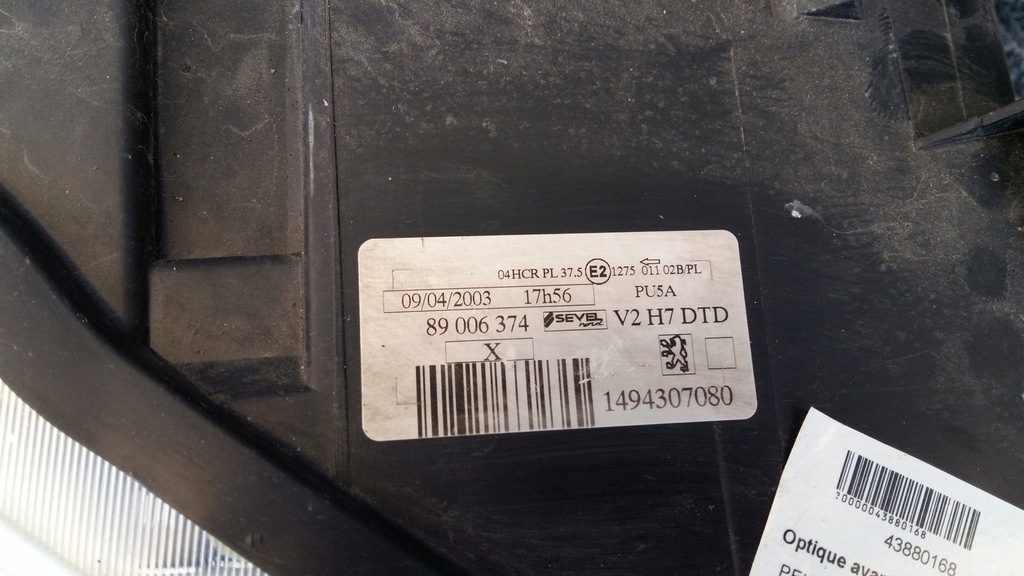 04HCR PL 37.5 E2 1275 011 02B/PL
09/04/2003 17h56 PU5A
89 006 374 SEVEL nord V2 H7 DTD
X
1494307080
?0000043880168
43880168
Optique